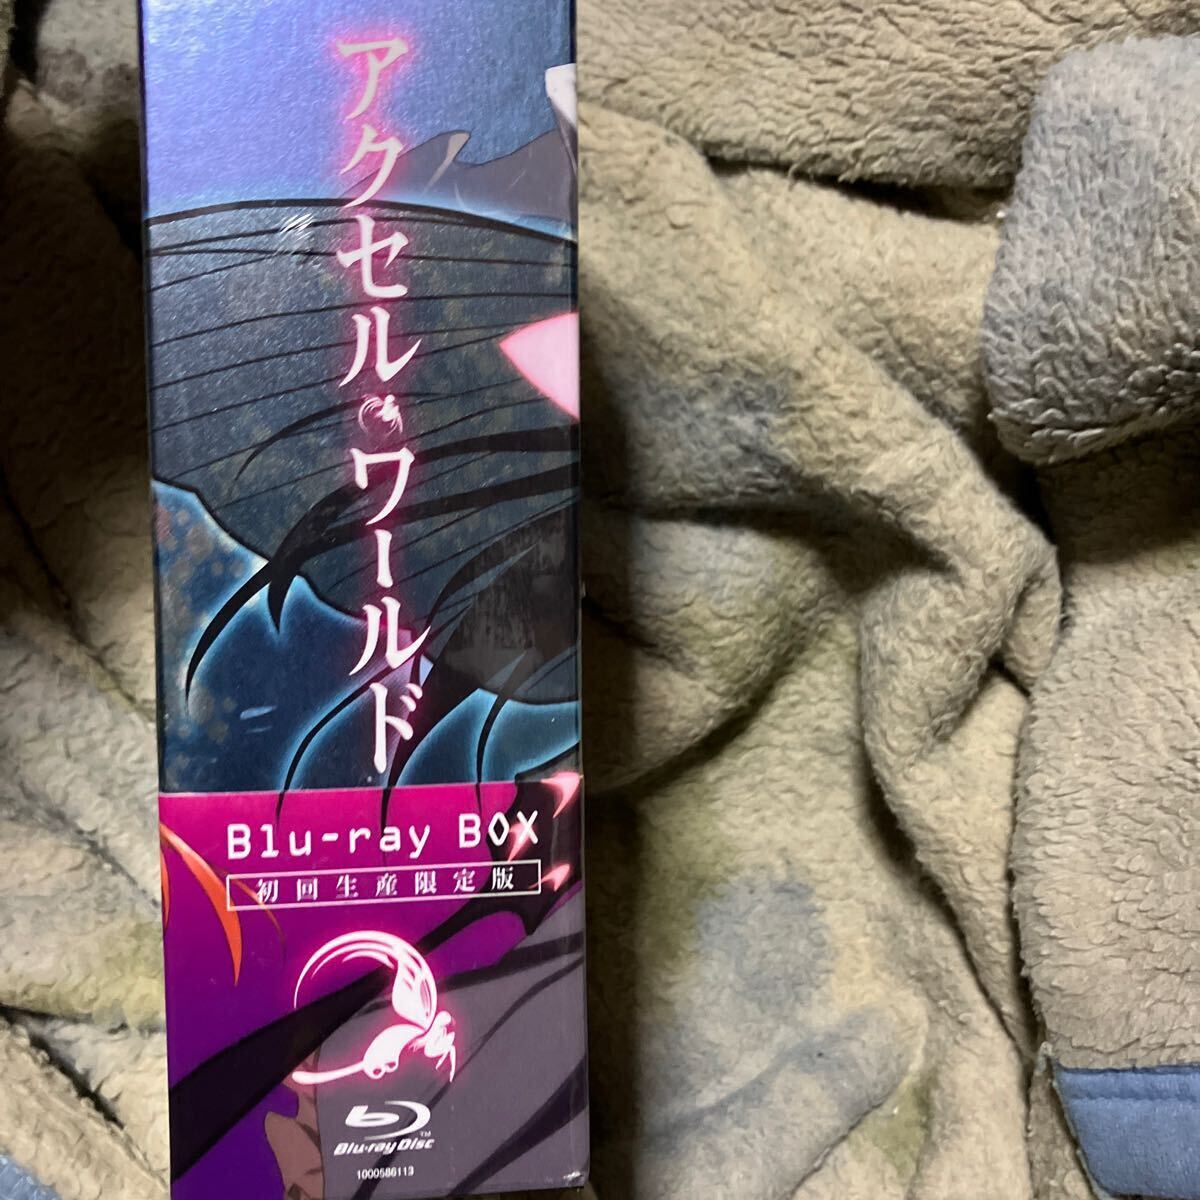 アクセル・ワールド
Blu-ray BOX
初回生産限定版
Blu-ray Disc™
1000586113